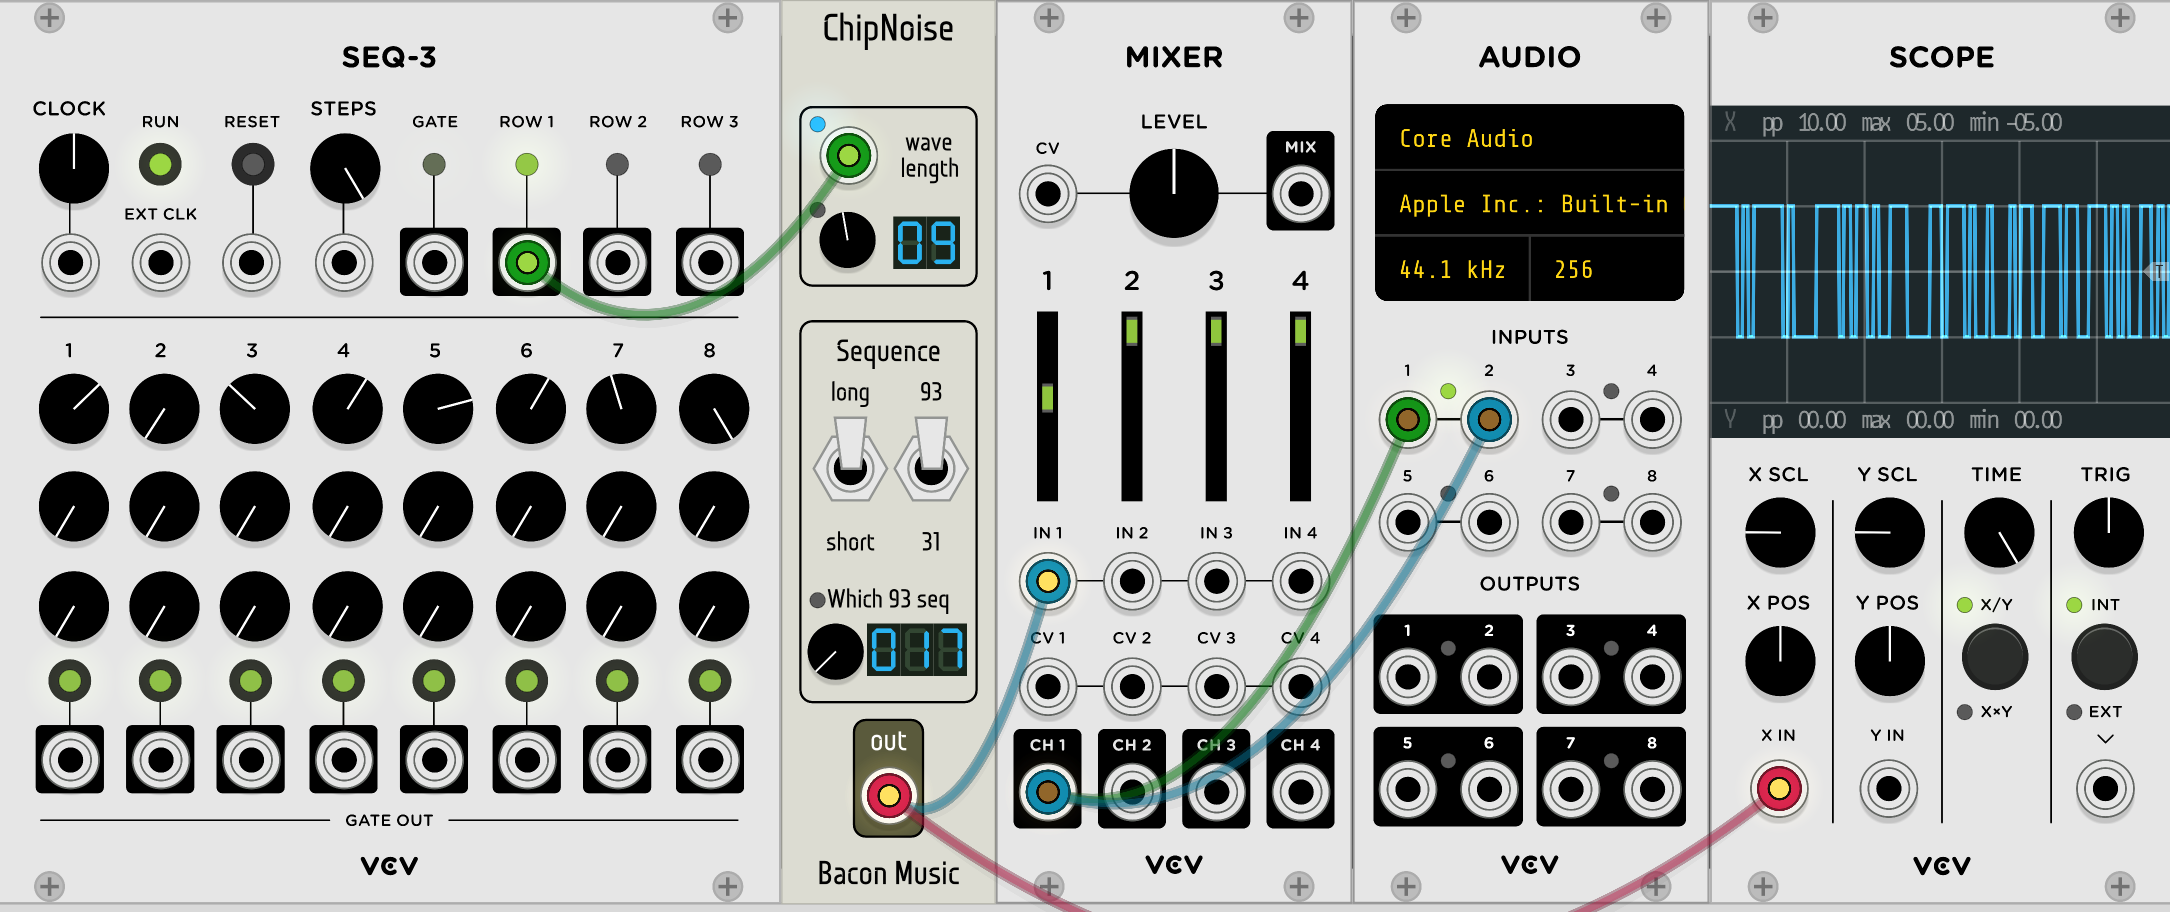 SEQ-3
CLOCK
RUN
RESET
STEPS
GATE
ROW 1
ROW 2
ROW 3
EXT CLK
1 2 3 4 5 6 7 8
GATE OUT
VCV
ChipNoise
wave
length
09
Sequence
long 93
short 31
Which 93 seq
017
out
Bacon Music
MIXER
LEVEL
CV
MIX
1 2 3 4
IN 1 IN 2 IN 3 IN 4
CV 1 CV 2 CV 3 CV 4
CH 1 CH 2 CH 3 CH 4
VCV
AUDIO
Core Audio
Apple Inc.: Built-in
44.1 kHz 256
INPUTS
1 2 3 4
5 6 7 8
OUTPUTS
1 2 3 4
5 6 7 8
VCV
SCOPE
X pp 10.00 max 05.00 min -05.00
T
Y pp 00.00 max 00.00 min 00.00
X SCL Y SCL TIME TRIG
X POS Y POS X/Y INT
X×Y EXT
X IN Y IN
VCV